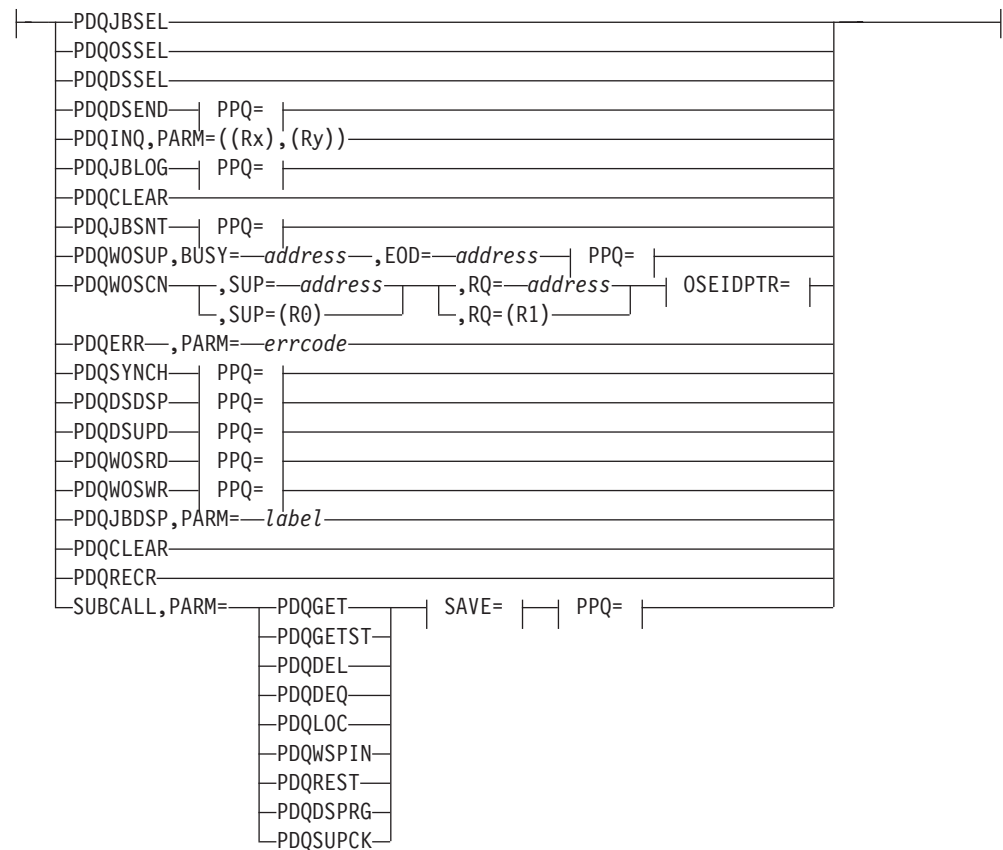 PDQJBSEL
PDQOSSEL
PDQDSSEL
PDQDSEND PPQ=
PDQINQ,PARM=((Rx),(Ry))
PDQJBLOG PPQ=
PDQCLEAR
PDQJBSNT PPQ=
PDQWOSUP,BUSY= address ,EOD= address PPQ=
PDQWOSCN ,SUP= address ,RQ= address OSEIDPTR=
,SUP=(R0) ,RQ=(R1)
PDQERR ,PARM= errcode
PDQSYNCH PPQ=
PDQDSDSP PPQ=
PDQDSUPD PPQ=
PDQWOSRD PPQ=
PDQWOSWR PPQ=
PDQJBDSP,PARM= label
PDQCLEAR
PDQRECR
SUBCALL,PARM= PDQGET SAVE= PPQ=
PDQGETST
PDQDEL
PDQDEQ
PDQLOC
PDQWSPIN
PDQREST
PDQDSPRG
PDQSUPCK